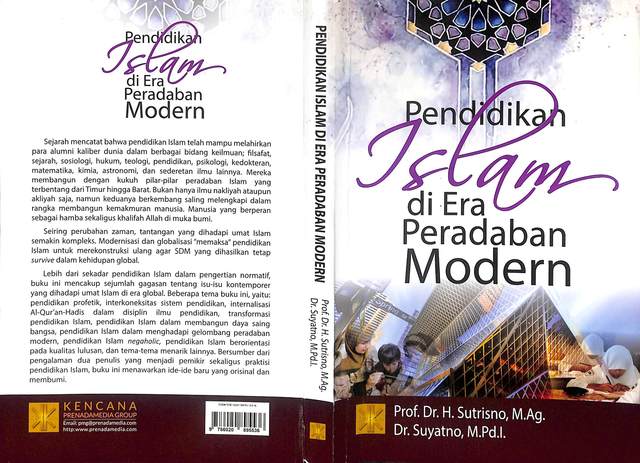 Pendidikan
Islam
di Era
Peradaban
Modern
Sejarah mencatat bahwa pendidikan Islam telah mampu melahirkan
para alumni kaliber dunia dalam berbagai bidang keilmuan; filsafat,
sejarah, sosiologi, hukum, teologi, pendidikan, psikologi, kedokteran,
matematika, kimia, astronomi, dan sederetan ilmu lainnya. Mereka
membangun dengan kukuh pilar-pilar peradaban Islam yang
terbentang dari Timur hingga Barat. Bukan hanya ilmu nakliyah ataupun
akliyah saja, namun keduanya berkembang saling melengkapi dalam
rangka membangun kemakmuran manusia. Manusia yang berperan
sebagai hamba sekaligus khalifah Allah di muka bumi.
Seiring perubahan zaman, tantangan yang dihadapi umat Islam
semakin kompleks. Modernisasi dan globalisasi "memaksa" pendidikan
Islam untuk merekonstruksi ulang agar SDM yang dihasilkan tetap
survive dalam kehidupan global.
Lebih dari sekadar pendidikan Islam dalam pengertian normatif,
buku ini mencakup sejumlah gagasan tentang isu-isu kontemporer
yang dihadapi umat Islam di era global. Beberapa tema buku ini, yaitu:
pendidikan profetik, interkoneksitas sistem pendidikan, internalisasi
Al-Qur'an-Hadis dalam disiplin ilmu pendidikan, transformasi
pendidikan Islam, pendidikan Islam dalam membangun daya saing
bangsa, pendidikan Islam dalam menghadapi gelombang peradaban
modern, pendidikan Islam negaholic, pendidikan Islam berorientasi
pada kualitas lulusan, dan tema-tema menarik lainnya. Bersumber dari
pengalaman dua penulis yang menjadi pemikir sekaligus praktisi
pendidikan Islam, buku ini menawarkan ide-ide baru yang orisinal dan
membumi.
KENCANA
PRENADAMEDIA GROUP
Email: pmg@prenadamedia.com
http: www.prenadamedia.com
9 786020 895536
PENDIDIKAN ISLAM DI ERA PERADABAN MODERN
Prof. Dr. H. Sutrisno, M.Ag.
Dr. Suyatno, M.Pd.I.
Pendidikan
Islam
di Era
Peradaban
Modern
Prof. Dr. H. Sutrisno, M.Ag.
Dr. Suyatno, M.Pd.I.